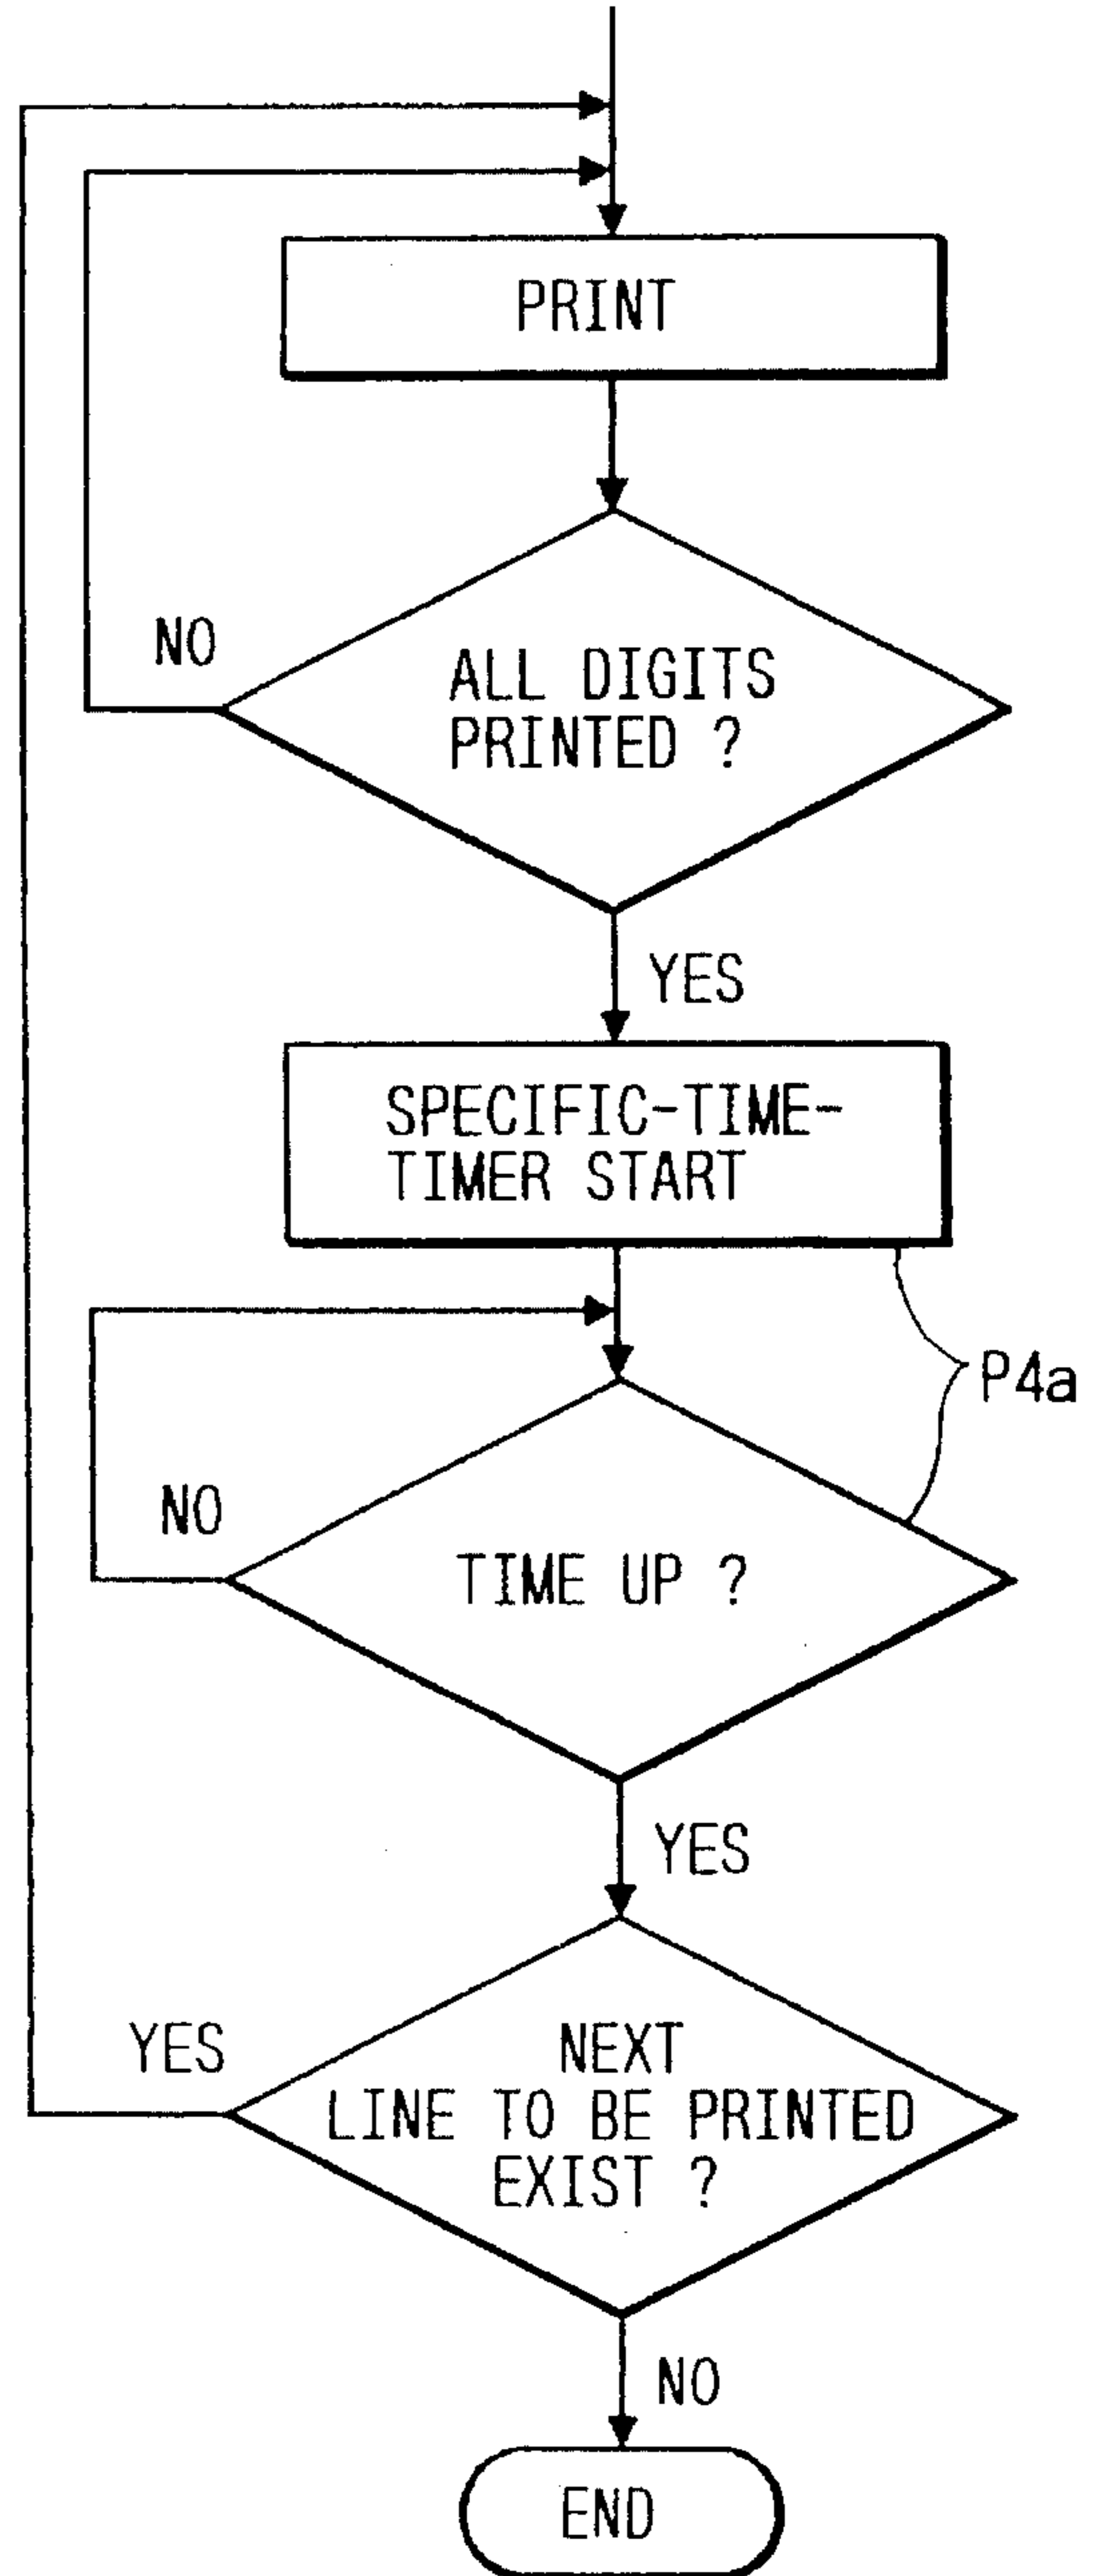 PRINT
NO
ALL DIGITS
PRINTED ?
YES
SPECIFIC-TIME-
TIMER START
P4a
NO
TIME UP ?
YES
YES
NEXT
LINE TO BE PRINTED
EXIST ?
NO
END